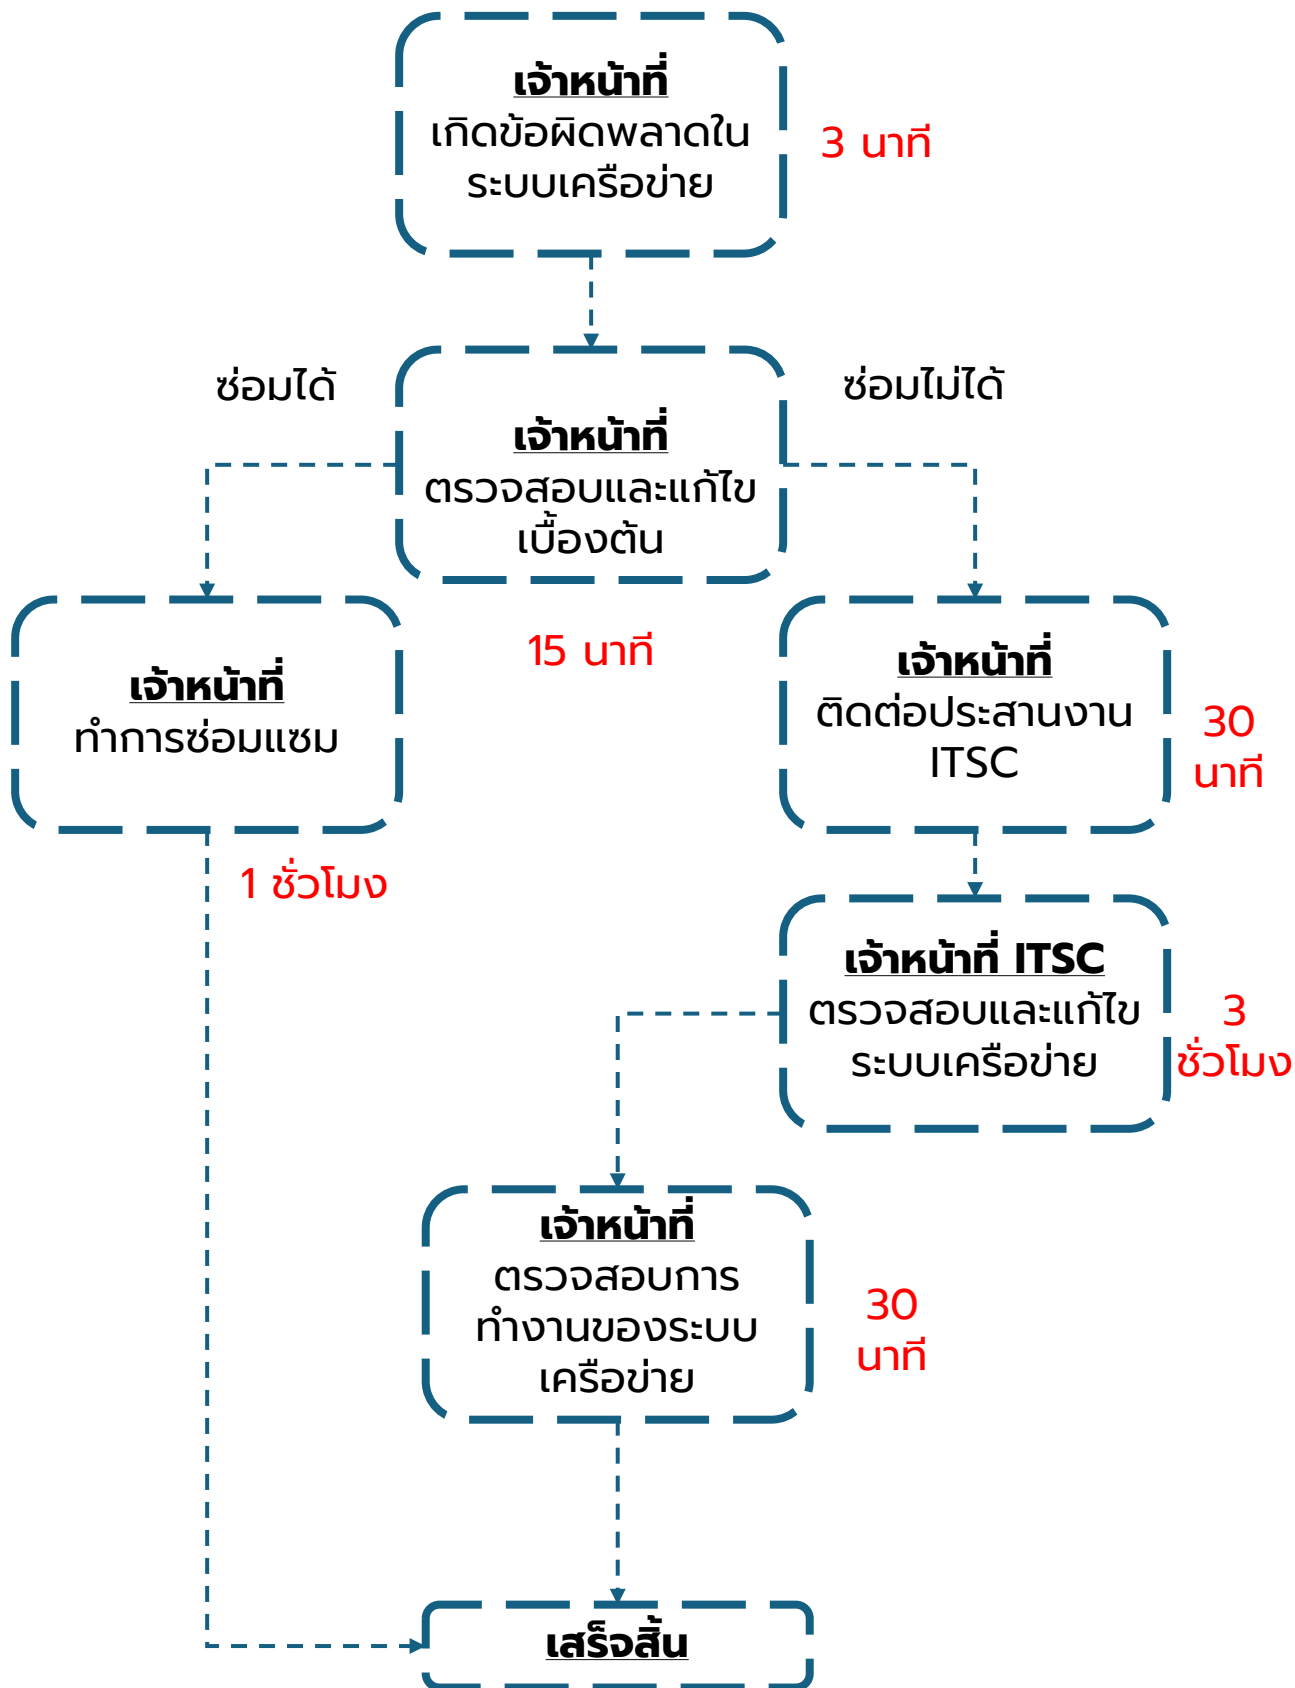 เจ้าหน้าที่
เกิดข้อผิดพลาดใน
ระบบเครือข่าย
3 นาที
ซ่อมได้
ซ่อมไม่ได้
เจ้าหน้าที่
ตรวจสอบและแก้ไข
เบื้องต้น
15 นาที
เจ้าหน้าที่
ทำการซ่อมแซม
1 ชั่วโมง
เจ้าหน้าที่
ติดต่อประสานงาน
ITSC
30
นาที
เจ้าหน้าที่ ITSC
ตรวจสอบและแก้ไข
ระบบเครือข่าย
3
ชั่วโมง
เจ้าหน้าที่
ตรวจสอบการ
ทำงานของระบบ
เครือข่าย
30
นาที
เสร็จสิ้น